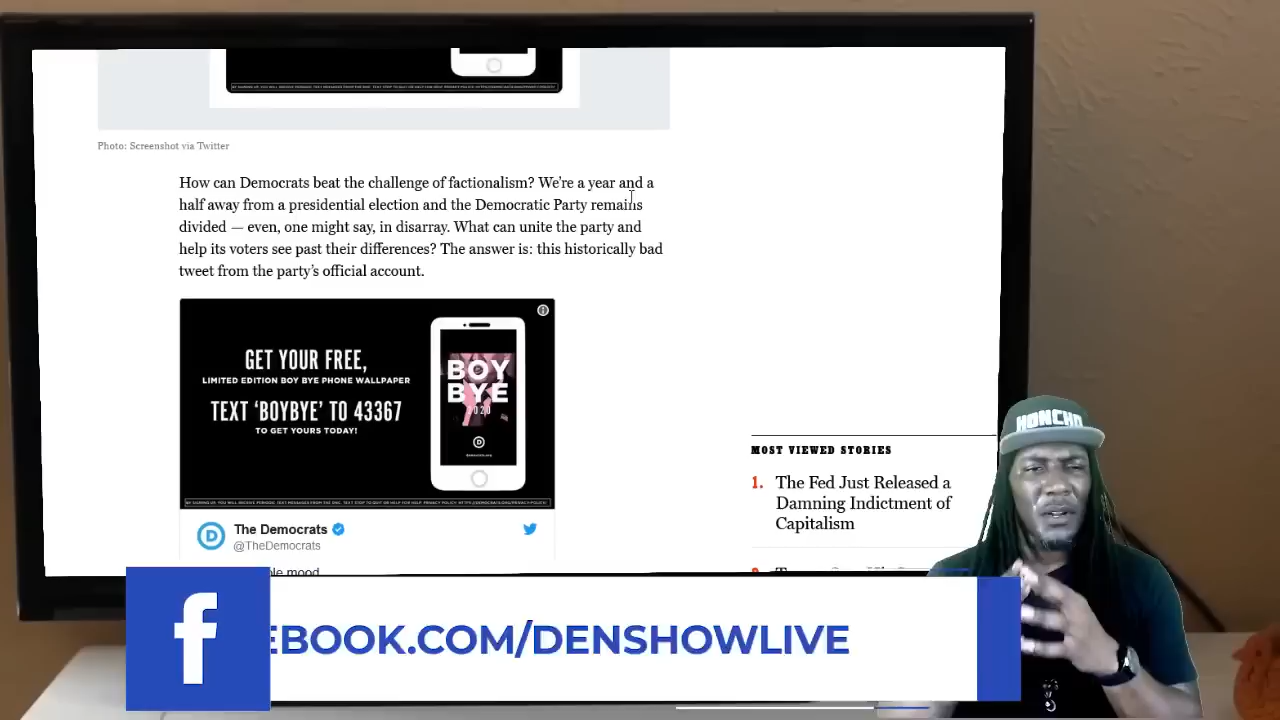 Photo: Screenshot via Twitter
How can Democrats beat the challenge of factionalism? We're a year and a
half away from a presidential election and the Democratic Party remains
divided — even, one might say, in disarray. What can unite the party and
help its voters see past their differences? The answer is: this historically bad
tweet from the party's official account.
GET YOUR FREE,
LIMITED EDITION BOY BYE PHONE WALLPAPER
TEXT ‘BOYBYE’ TO 43367
TO GET YOURS TODAY!
BOY
BYE
2020
The Democrats
@TheDemocrats
mood
MOST VIEWED STORIES
1. The Fed Just Released a
Damning Indictment of
Capitalism
HONCHO
f
EBOOK.COM/DENSHOWLIVE